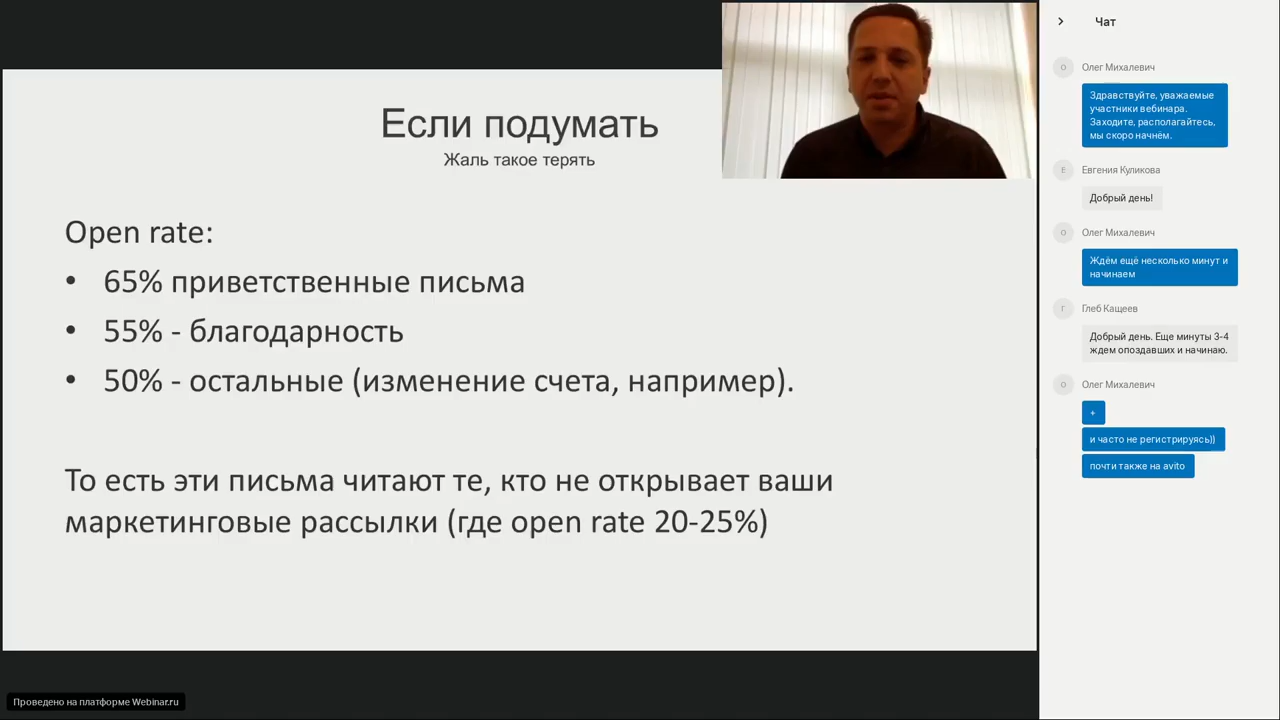 Если подумать
Жаль такое терять
Open rate:
• 65% приветственные письма
• 55% - благодарность
• 50% - остальные (изменение счета, например).
То есть эти письма читают те, кто не открывает ваши
маркетинговые рассылки (где open rate 20-25%)
Проведено на платформе Webinar.ru
Чат
О
Олег Михалевич
Здравствуйте, уважаемые
участники вебинара.
Заходите, располагайтесь,
мы скоро начнём.
Е
Евгения Куликова
Добрый день!
О
Олег Михалевич
Ждём ещё несколько минут и
начинаем
Г
Глеб Кащеев
Добрый день. Еще минуты 3-4
ждем опоздавших и начинаю.
О
Олег Михалевич
+
и часто не регистрируясь))
почти также на avito